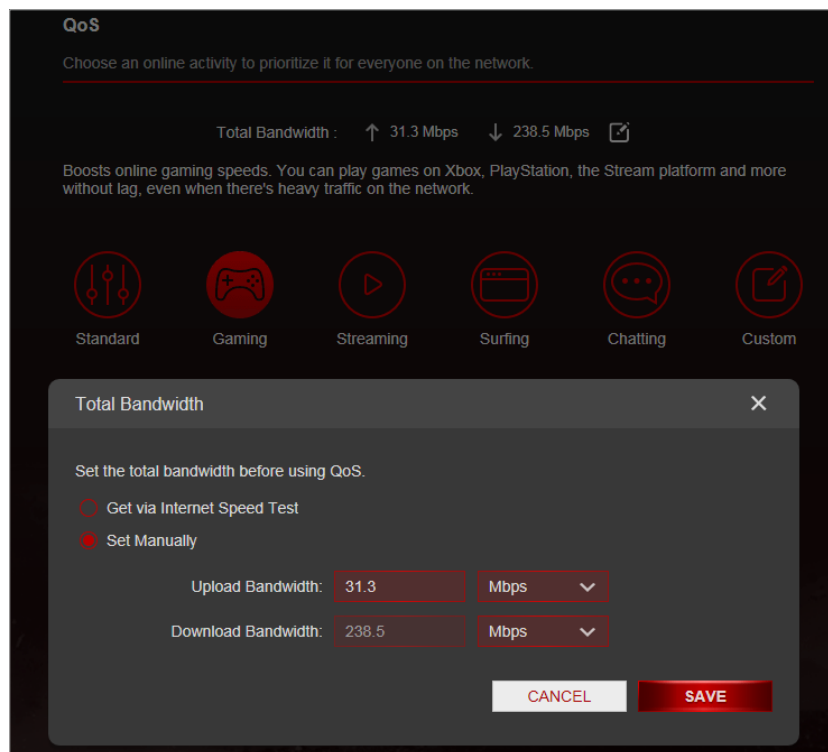 QoS
Choose an online activity to prioritize it for everyone on the network.
Total Bandwidth : ↑ 31.3 Mbps ↓ 238.5 Mbps
Boosts online gaming speeds. You can play games on Xbox, PlayStation, the Stream platform and more
without lag, even when there's heavy traffic on the network.
Standard Gaming Streaming Surfing Chatting Custom
Total Bandwidth
Set the total bandwidth before using QoS.
Get via Internet Speed Test
Set Manually
Upload Bandwidth: 31.3 Mbps
Download Bandwidth: 238.5 Mbps
CANCEL SAVE